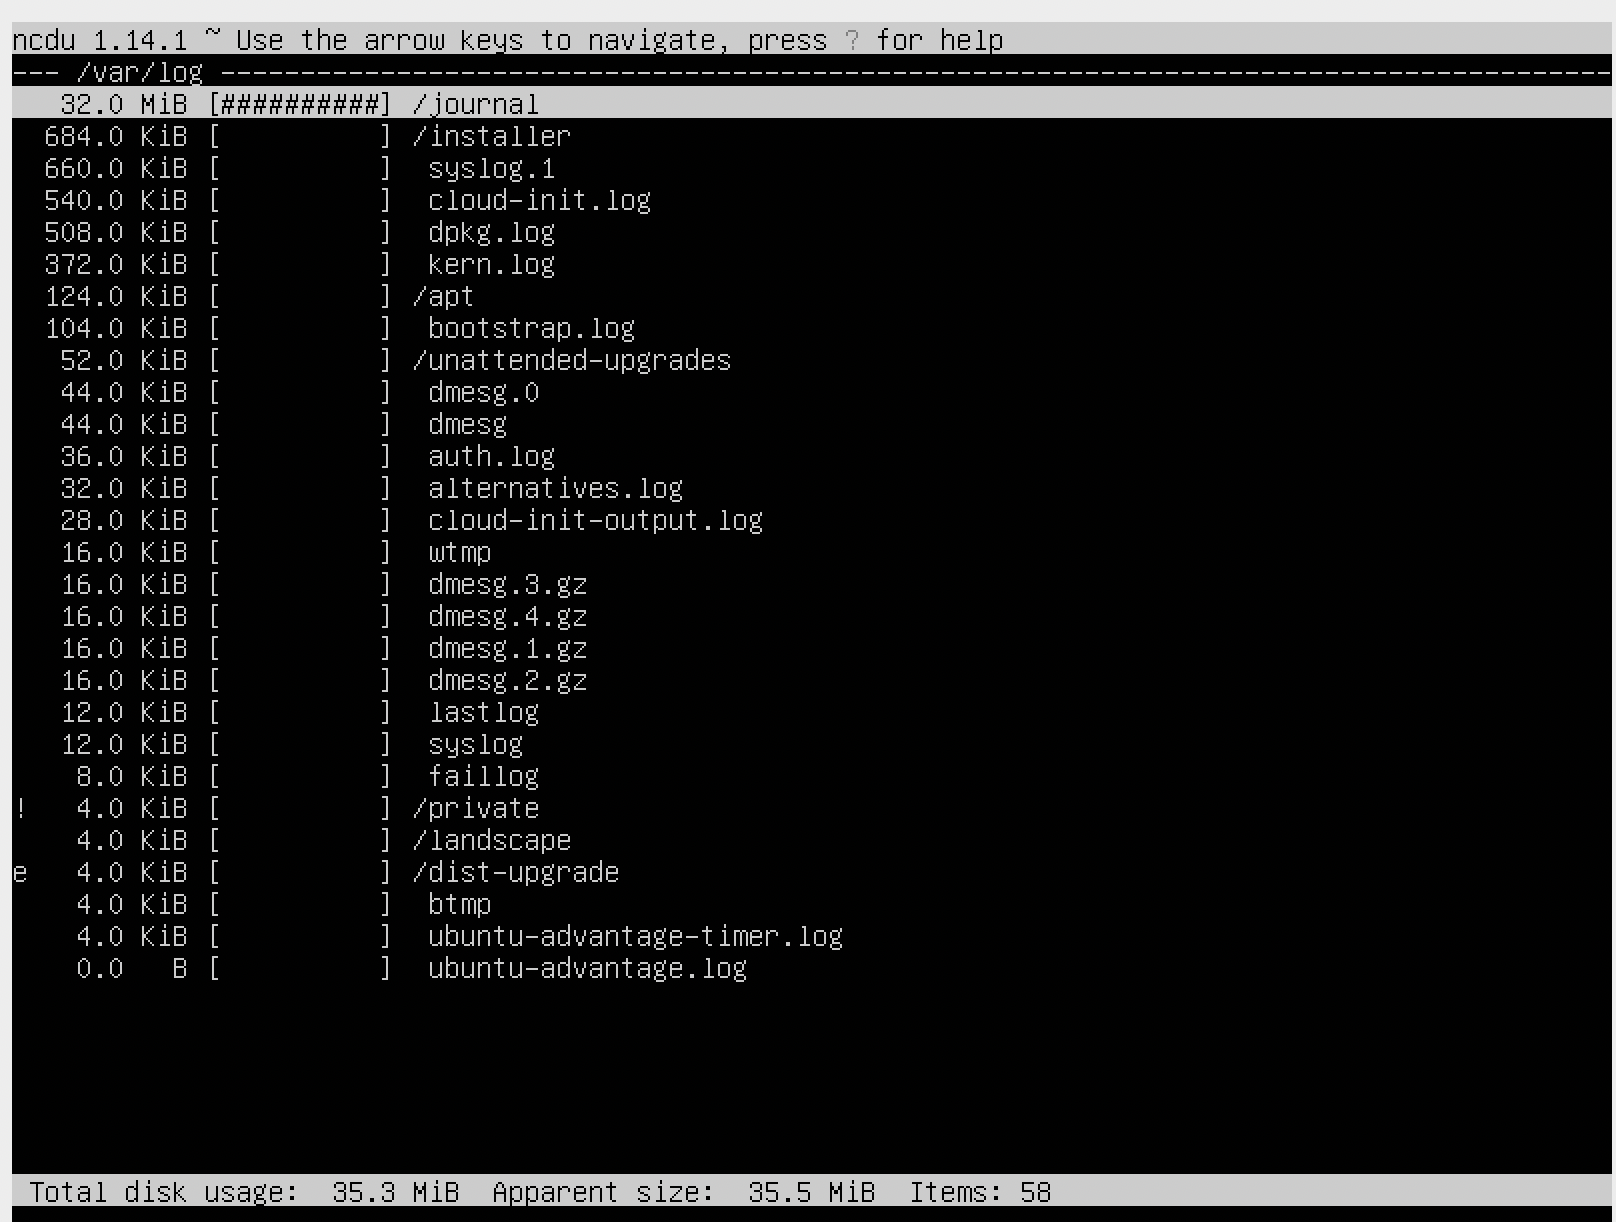 ncdu 1.14.1 ~ Use the arrow keys to navigate, press ? for help
--- /var/log ---------------------------------------------------------------------------------------
   32.0 MiB [##########] /journal
  684.0 KiB [          ] /installer
  660.0 KiB [          ]  syslog.1
  540.0 KiB [          ]  cloud-init.log
  508.0 KiB [          ]  dpkg.log
  372.0 KiB [          ]  kern.log
  124.0 KiB [          ] /apt
  104.0 KiB [          ]  bootstrap.log
   52.0 KiB [          ] /unattended-upgrades
   44.0 KiB [          ]  dmesg.0
   44.0 KiB [          ]  dmesg
   36.0 KiB [          ]  auth.log
   32.0 KiB [          ]  alternatives.log
   28.0 KiB [          ]  cloud-init-output.log
   16.0 KiB [          ]  wtmp
   16.0 KiB [          ]  dmesg.3.gz
   16.0 KiB [          ]  dmesg.4.gz
   16.0 KiB [          ]  dmesg.1.gz
   16.0 KiB [          ]  dmesg.2.gz
   12.0 KiB [          ]  lastlog
   12.0 KiB [          ]  syslog
    8.0 KiB [          ]  faillog
!   4.0 KiB [          ] /private
    4.0 KiB [          ] /landscape
e   4.0 KiB [          ] /dist-upgrade
    4.0 KiB [          ]  btmp
    4.0 KiB [          ]  ubuntu-advantage-timer.log
    0.0   B [          ]  ubuntu-advantage.log
 Total disk usage:  35.3 MiB  Apparent size:  35.5 MiB  Items: 58